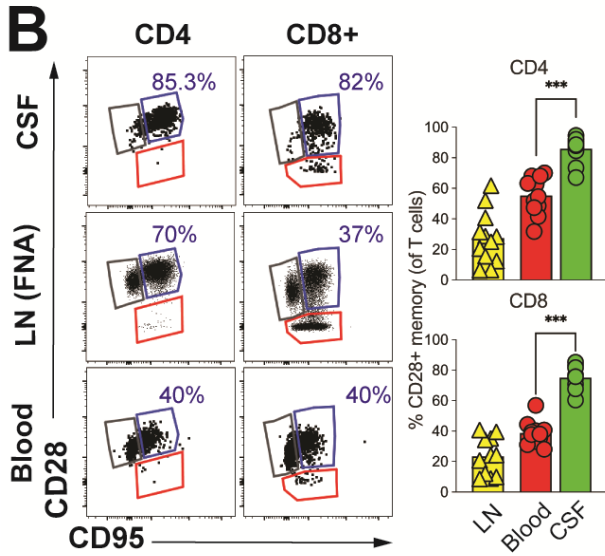 B
CD4
CD8+
CSF
85.3%
82%
LN (FNA)
70%
37%
Blood
40%
40%
CD28
CD95
CD4
***
100
80
60
40
20
0
% CD28+ memory (of T cells)
CD8
***
100
80
60
40
20
0
LN
Blood
CSF